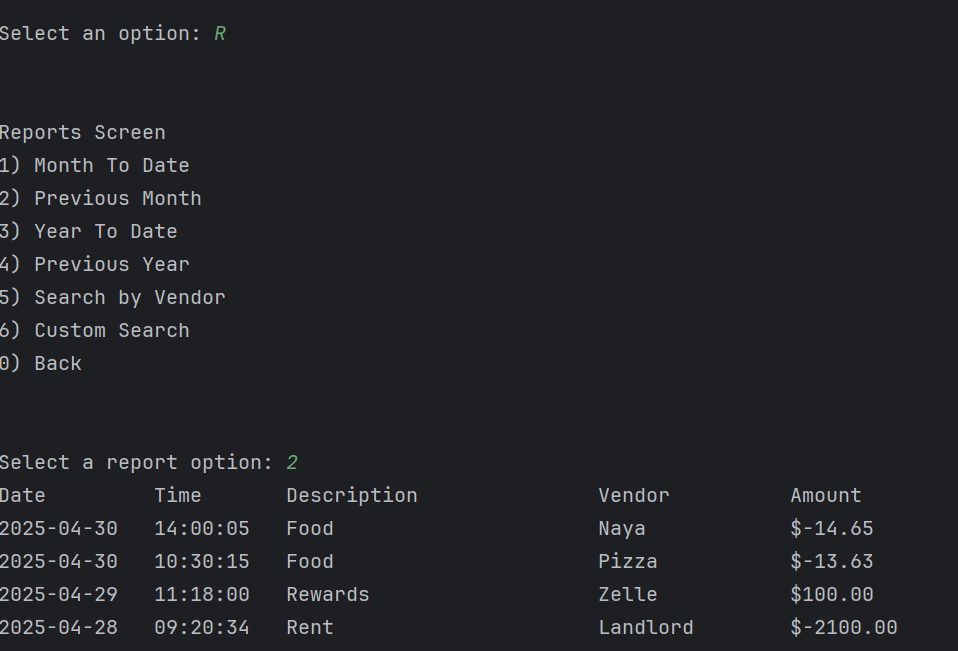 Select an option: R
Reports Screen
1) Month To Date
2) Previous Month
3) Year To Date
4) Previous Year
5) Search by Vendor
6) Custom Search
0) Back
Select a report option: 2
Date Time Description Vendor Amount
2025-04-30 14:00:05 Food Naya $-14.65
2025-04-30 10:30:15 Food Pizza $-13.63
2025-04-29 11:18:00 Rewards Zelle $100.00
2025-04-28 09:20:34 Rent Landlord $-2100.00